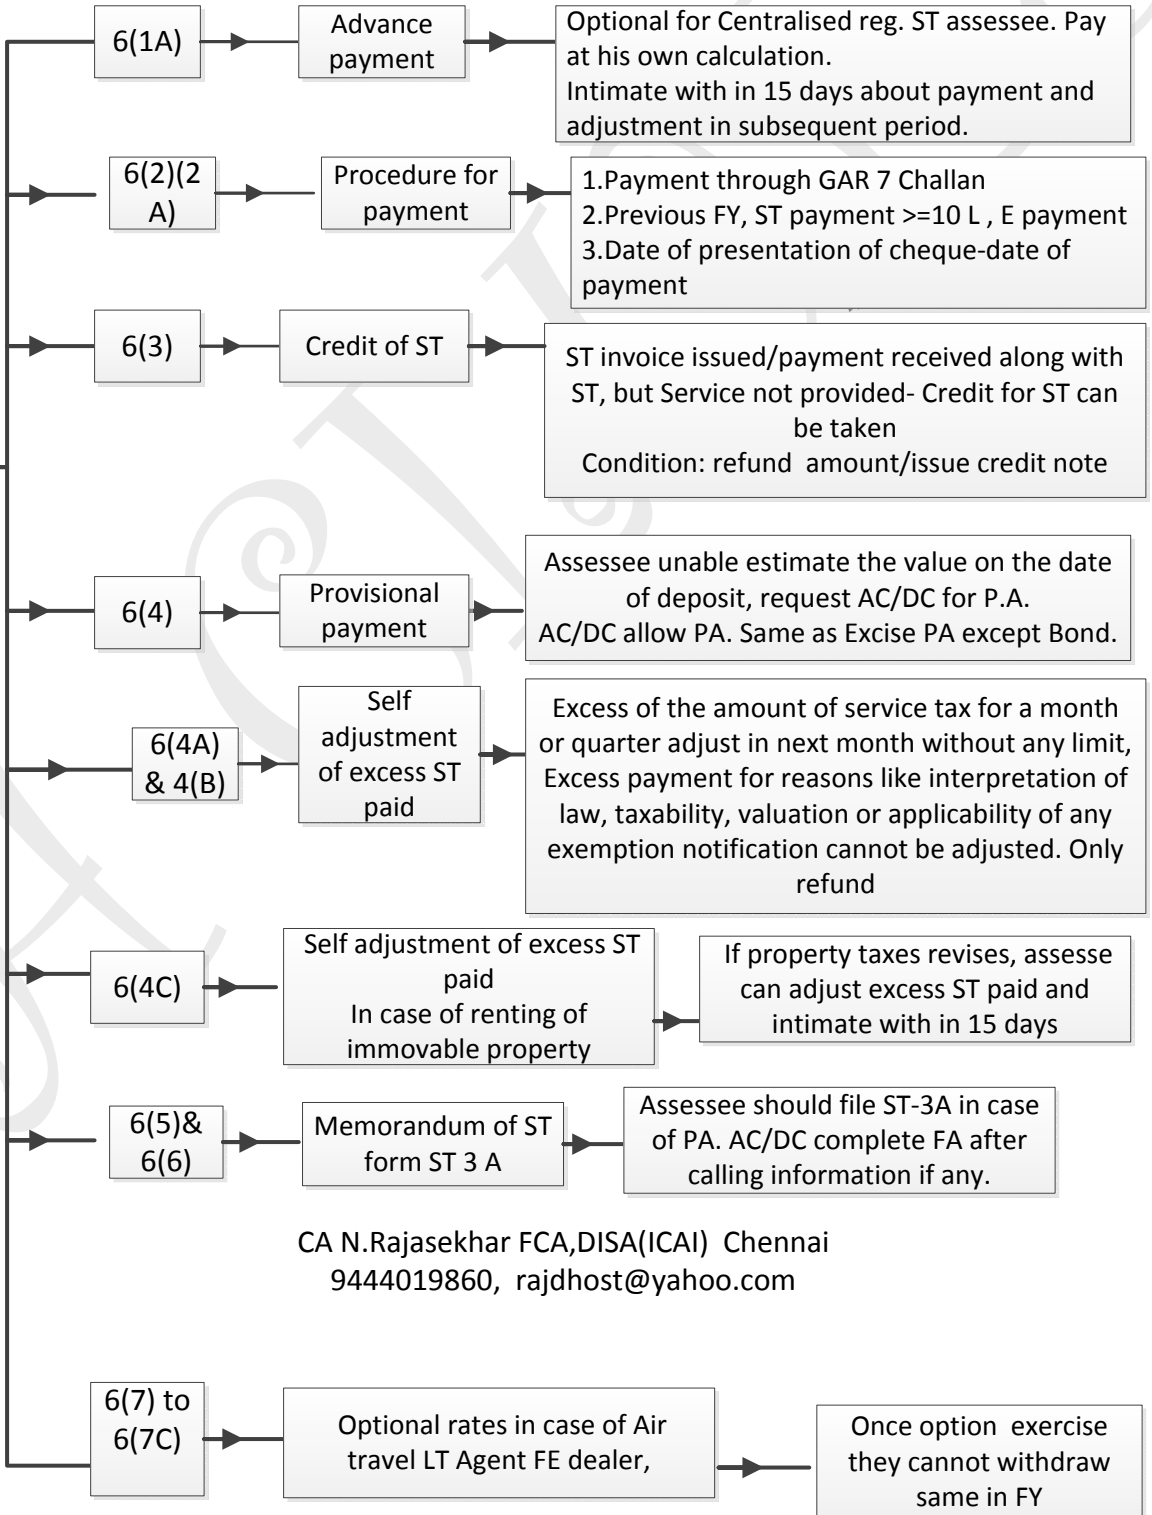 6(1A)
Advance
payment
Optional for Centralised reg. ST assessee. Pay
at his own calculation.
Intimate with in 15 days about payment and
adjustment in subsequent period.
6(2)(2
A)
Procedure for
payment
1.Payment through GAR 7 Challan
2.Previous FY, ST payment >=10 L , E payment
3.Date of presentation of cheque-date of
payment
6(3)
Credit of ST
ST invoice issued/payment received along with
ST, but Service not provided- Credit for ST can
be taken
Condition: refund amount/issue credit note
6(4)
Provisional
payment
Assessee unable estimate the value on the date
of deposit, request AC/DC for P.A.
AC/DC allow PA. Same as Excise PA except Bond.
6(4A)
& 4(B)
Self
adjustment
of excess ST
paid
Excess of the amount of service tax for a month
or quarter adjust in next month without any limit,
Excess payment for reasons like interpretation of
law, taxability, valuation or applicability of any
exemption notification cannot be adjusted. Only
refund
6(4C)
Self adjustment of excess ST
paid
In case of renting of
immovable property
If property taxes revises, assesse
can adjust excess ST paid and
intimate with in 15 days
6(5)&
6(6)
Memorandum of ST
form ST 3 A
Assessee should file ST-3A in case
of PA. AC/DC complete FA after
calling information if any.
CA N.Rajasekhar FCA,DISA(ICAI) Chennai
9444019860, rajdhost@yahoo.com
6(7) to
6(7C)
Optional rates in case of Air
travel LT Agent FE dealer,
Once option exercise
they cannot withdraw
same in FY